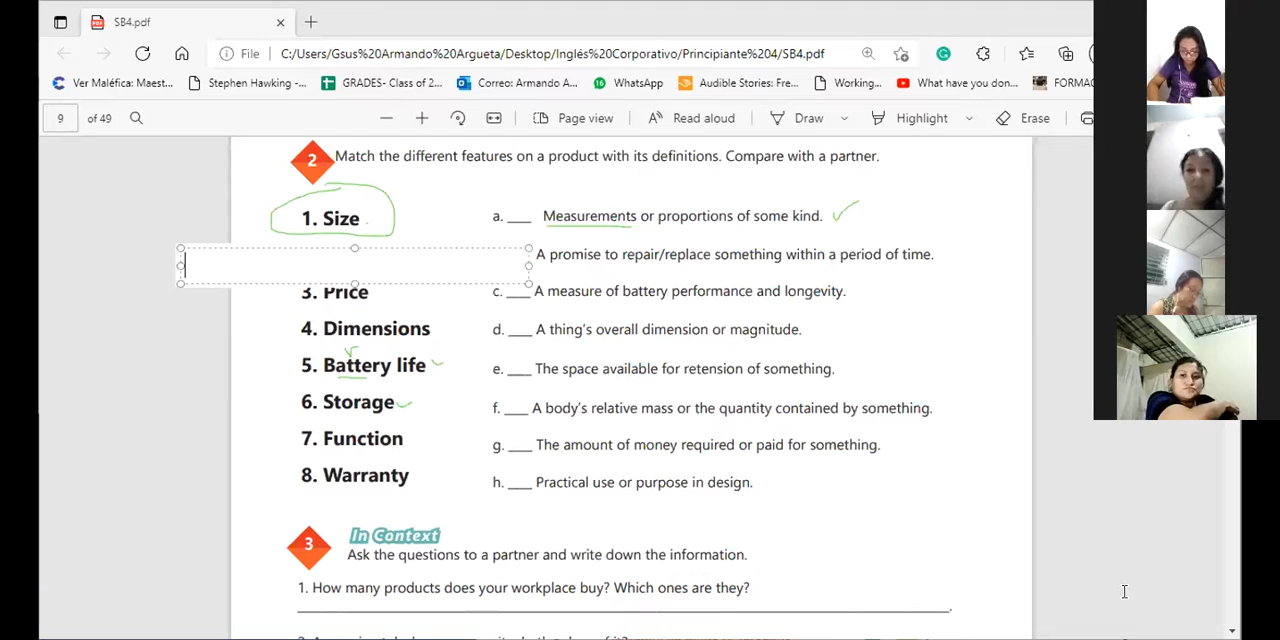 SB4.pdf
File C:/Users/Gsus%20Armando%20Argueta/Desktop/Inglés%20Corporativo/Principiante%204/SB4.pdf
Ver Maléfica: Maest... Stephen Hawking -... GRADES- Class of 2... Correo: Armando A... WhatsApp Audible Stories: Fre... Working... What have you don... FORMAC
9 of 49 Page view Read aloud Draw Highlight Erase
2 Match the different features on a product with its definitions. Compare with a partner.
1. Size a. ____ Measurements or proportions of some kind.
A promise to repair/replace something within a period of time.
3. Price c. ____ A measure of battery performance and longevity.
4. Dimensions d. ____ A thing's overall dimension or magnitude.
5. Battery life e. ____ The space available for retension of something.
6. Storage f. ____ A body's relative mass or the quantity contained by something.
7. Function g. ____ The amount of money required or paid for something.
8. Warranty h. ____ Practical use or purpose in design.
3 In Context
Ask the questions to a partner and write down the information.
1. How many products does your workplace buy? Which ones are they?